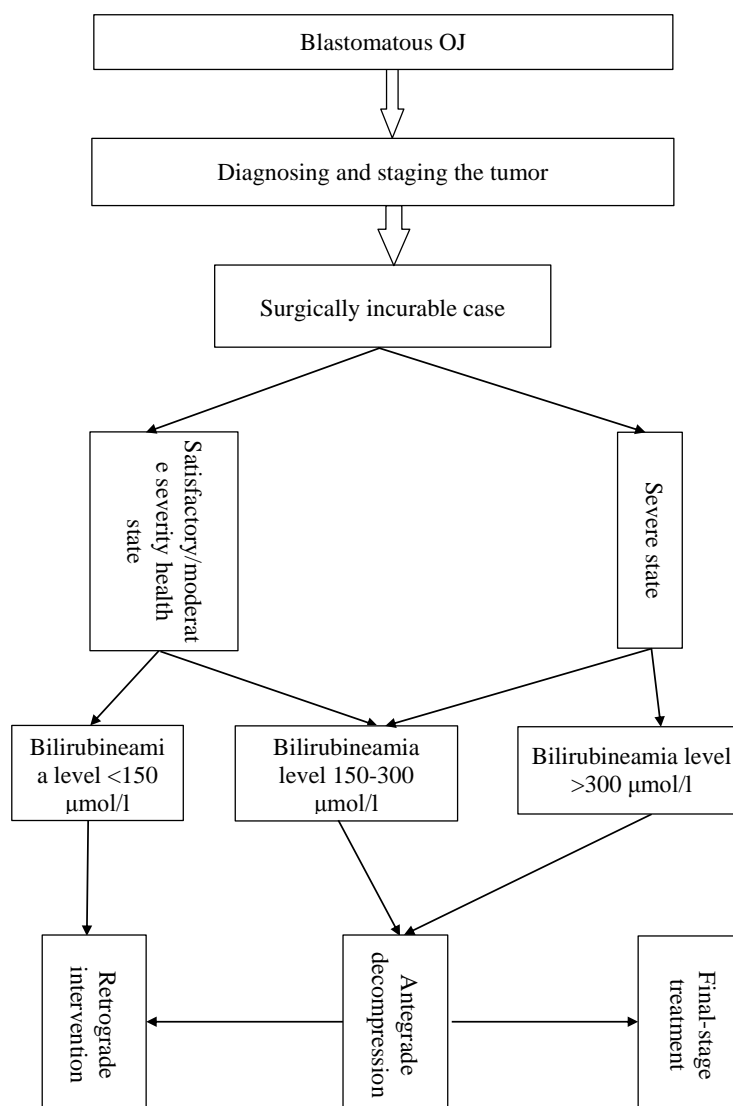 Blastomatous OJ
Diagnosing and staging the tumor
Surgically incurable case
Satisfactory/moderat
e severity health
state
Severe state
Bilirubineami
a level <150
μmol/l
Bilirubineamia
level 150-300
μmol/l
Bilirubineamia level
>300 μmol/l
Retrograde
intervention
Antegrade
decompression
Final-stage
treatment